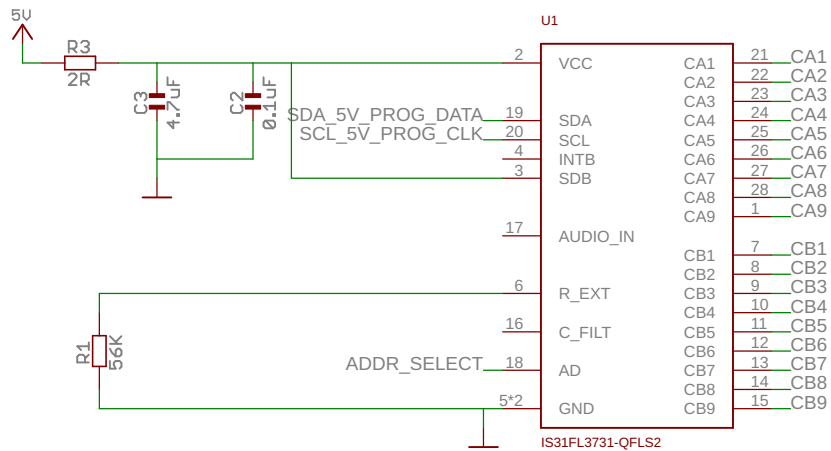 5V
U1
R3
2R
2
VCC
CA1
21
CA1
CA2
22
CA2
CA3
23
CA3
C3
4.7uF
C2
0.1uF
SDA_5V_PROG_DATA
19
SDA
CA4
24
CA4
SCL_5V_PROG_CLK
20
SCL
CA5
25
CA5
4
INTB
CA6
26
CA6
3
SDB
CA7
27
CA7
CA8
28
CA8
CA9
1
CA9
17
AUDIO_IN
CB1
7
CB1
CB2
8
CB2
6
R_EXT
CB3
9
CB3
CB4
10
CB4
16
C_FILT
CB5
11
CB5
R1
56K
CB6
12
CB6
ADDR_SELECT
18
AD
CB7
13
CB7
CB8
14
CB8
5*2
GND
CB9
15
CB9
IS31FL3731-QFLS2